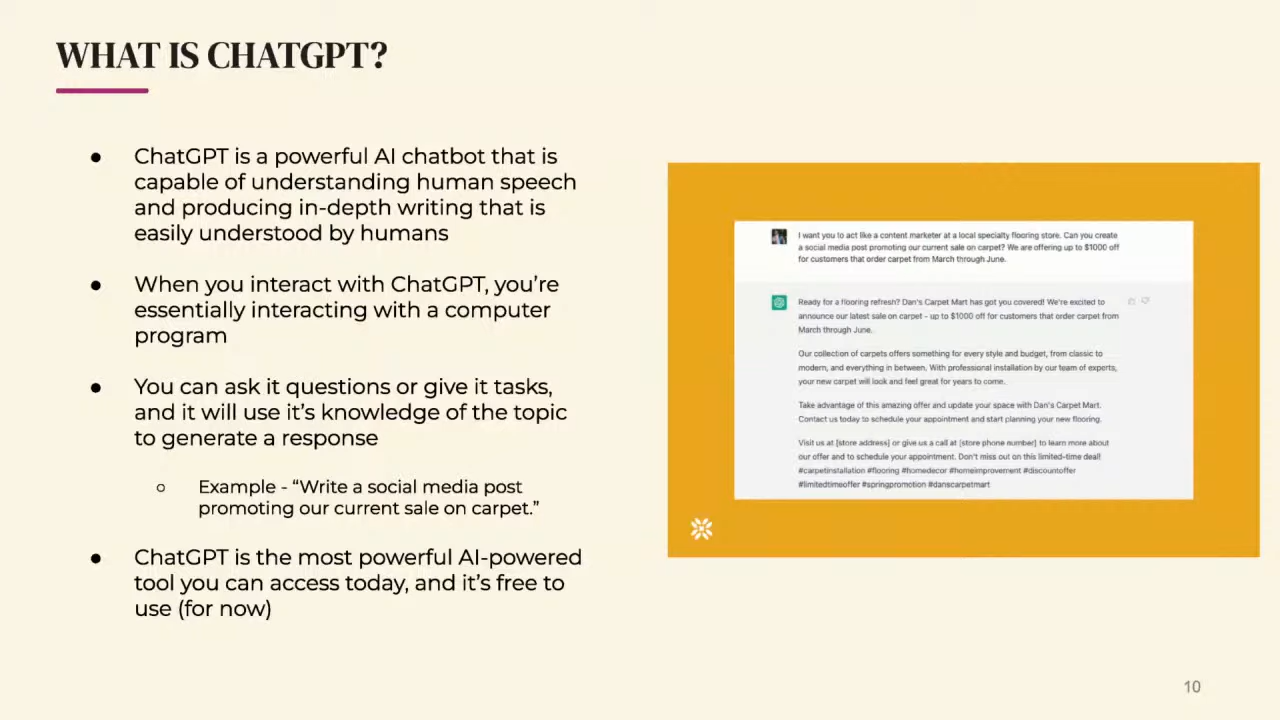 WHAT IS CHATGPT?
● ChatGPT is a powerful AI chatbot that is
capable of understanding human speech
and producing in-depth writing that is
easily understood by humans
● When you interact with ChatGPT, you're
essentially interacting with a computer
program
● You can ask it questions or give it tasks,
and it will use it's knowledge of the topic
to generate a response
○ Example - “Write a social media post
promoting our current sale on carpet.”
● ChatGPT is the most powerful AI-powered
tool you can access today, and it's free to
use (for now)
I want you to act like a content marketer at a local specialty flooring store. Can you create
a social media post promoting our current sale on carpet? We are offering up to $1000 off
for customers that order carpet from March through June.
Ready for a flooring refresh? Dan's Carpet Mart has got you covered! We're excited to
announce our latest sale on carpet - up to $1000 off for customers that order carpet from
March through June.
Our collection of carpets offers something for every style and budget, from classic to
modern, and everything in between. With professional installation by our team of experts,
your new carpet will look and feel great for years to come.
Take advantage of this amazing offer and update your space with Dan's Carpet Mart.
Contact us today to schedule your appointment and start planning your new flooring.
Visit us at [store address] or give us a call at [store phone number] to learn more about
our offer and to schedule your appointment. Don't miss out on this limited-time deal!
#carpetinstallation #flooring #homedecor #homeimprovement #discountoffer
#limitedtimeoffer #springpromotion #danscarpetmart
10